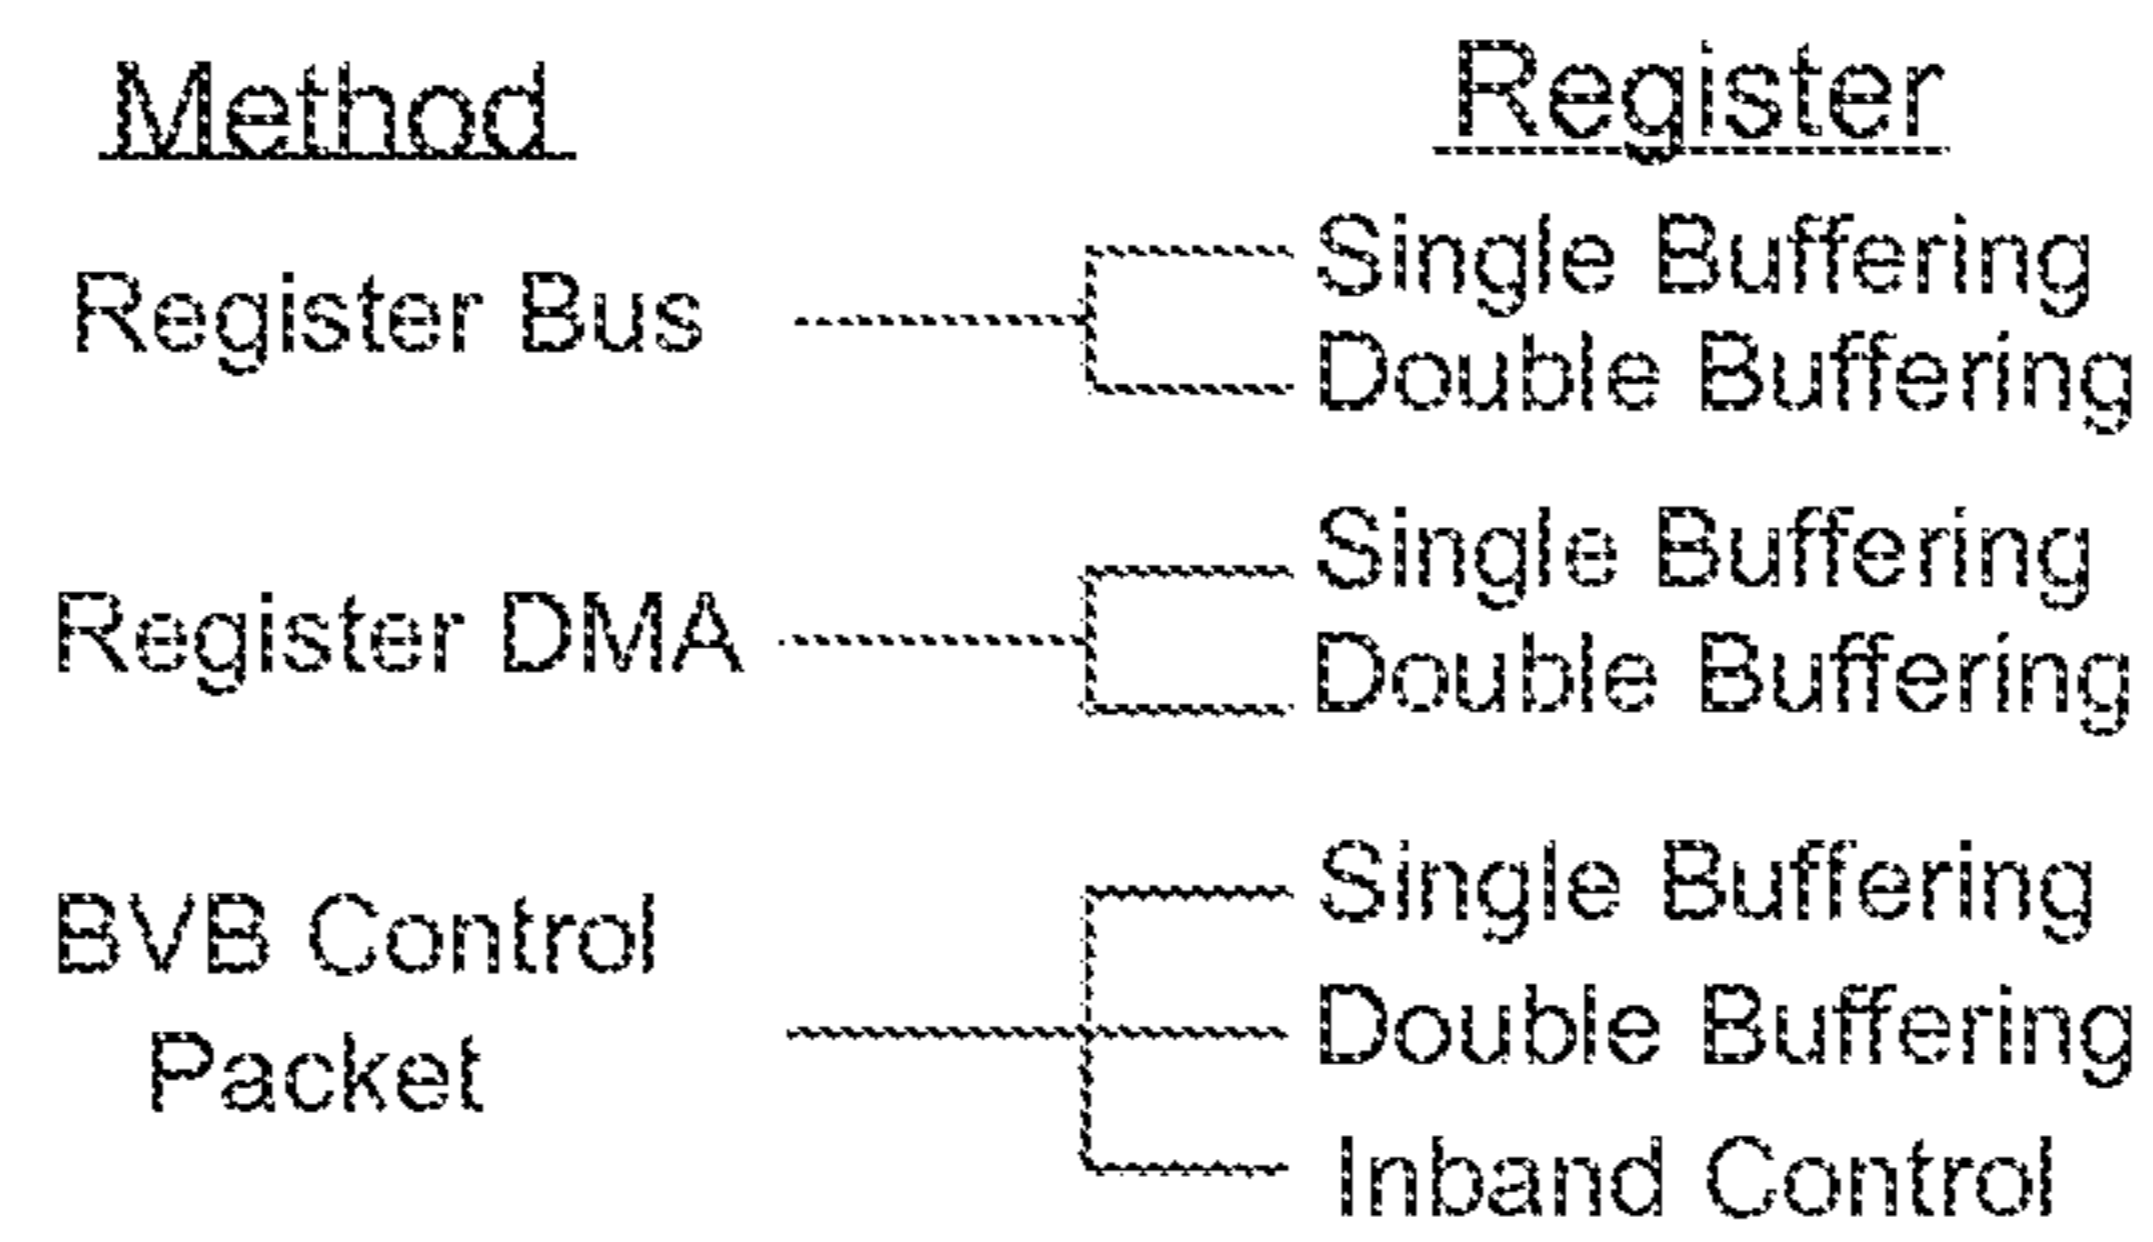 Method
Register
Register Bus
Single Buffering
Double Buffering
Register DMA
Single Buffering
Double Buffering
BVB Control
Packet
Single Buffering
Double Buffering
Inband Control